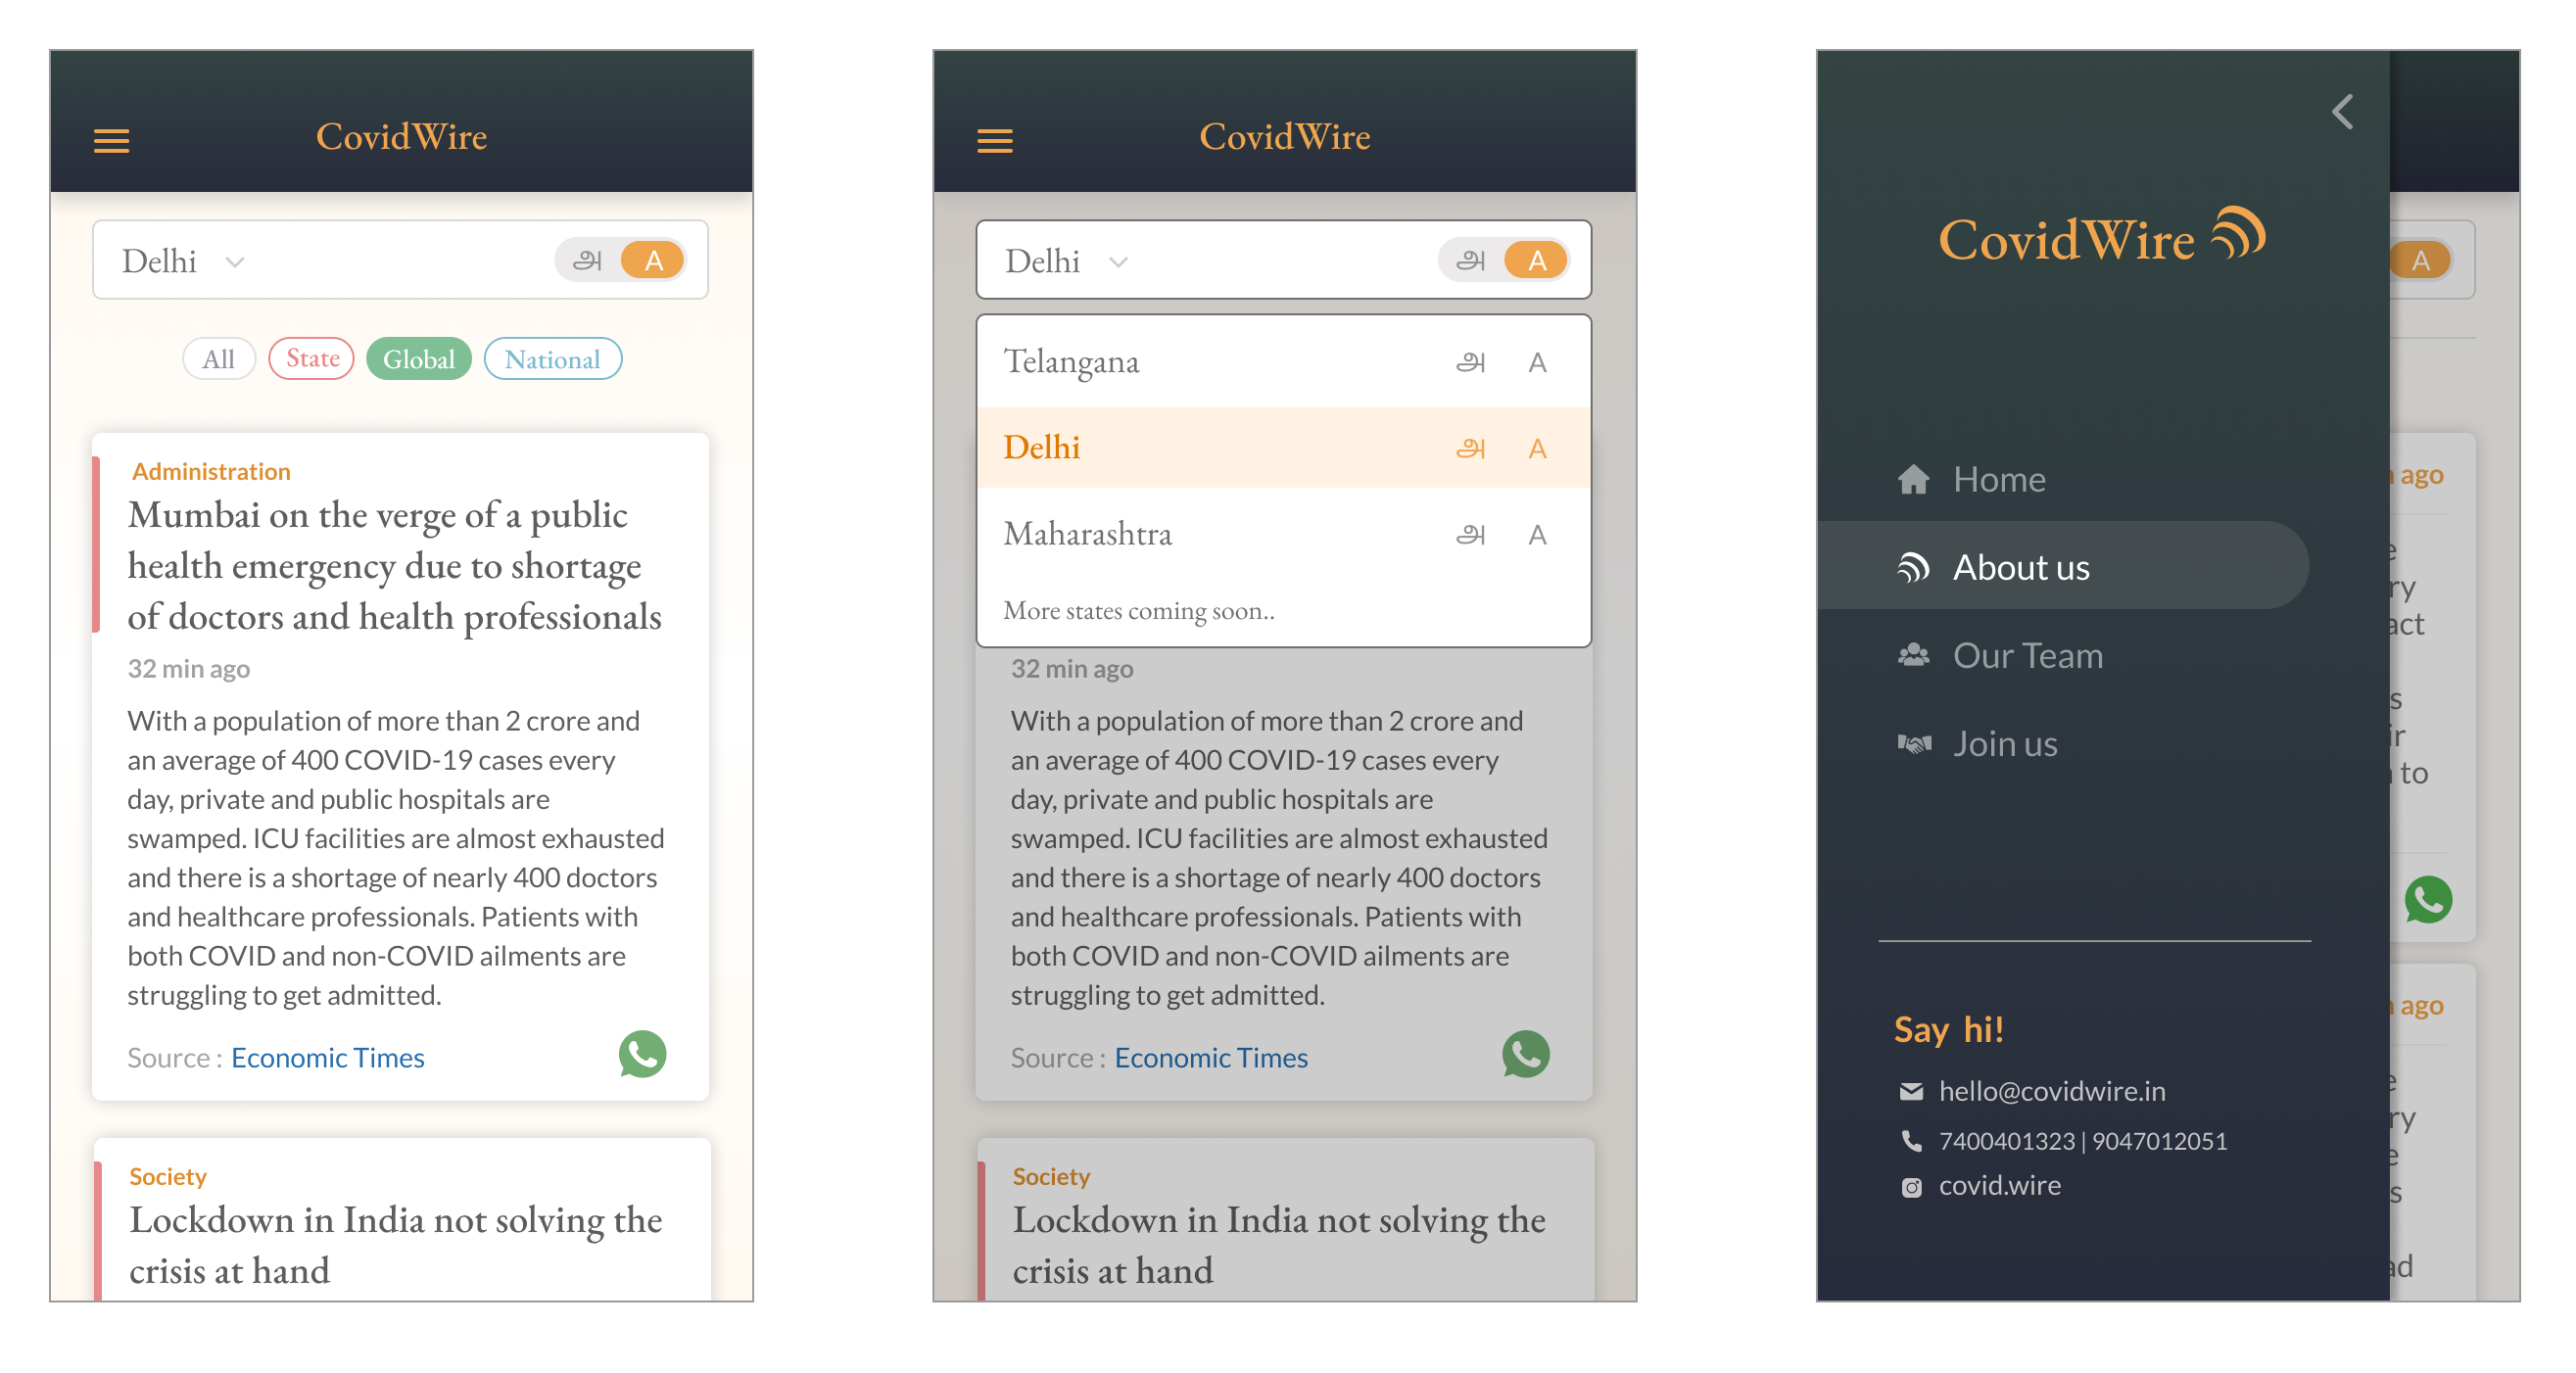 CovidWire
Delhi அ A
All State Global National
Administration
Mumbai on the verge of a public
health emergency due to shortage
of doctors and health professionals
32 min ago
With a population of more than 2 crore and
an average of 400 COVID-19 cases every
day, private and public hospitals are
swamped. ICU facilities are almost exhausted
and there is a shortage of nearly 400 doctors
and healthcare professionals. Patients with
both COVID and non-COVID ailments are
struggling to get admitted.
Source : Economic Times
Society
Lockdown in India not solving the
crisis at hand
CovidWire
Delhi அ A
Telangana அ A
Delhi அ A
Maharashtra அ A
More states coming soon..
32 min ago
With a population of more than 2 crore and
an average of 400 COVID-19 cases every
day, private and public hospitals are
swamped. ICU facilities are almost exhausted
and there is a shortage of nearly 400 doctors
and healthcare professionals. Patients with
both COVID and non-COVID ailments are
struggling to get admitted.
Source : Economic Times
Society
Lockdown in India not solving the
crisis at hand
CovidWire
Home
About us
Our Team
Join us
Say hi!
hello@covidwire.in
7400401323 | 9047012051
covid.wire
A
ago
to
ago